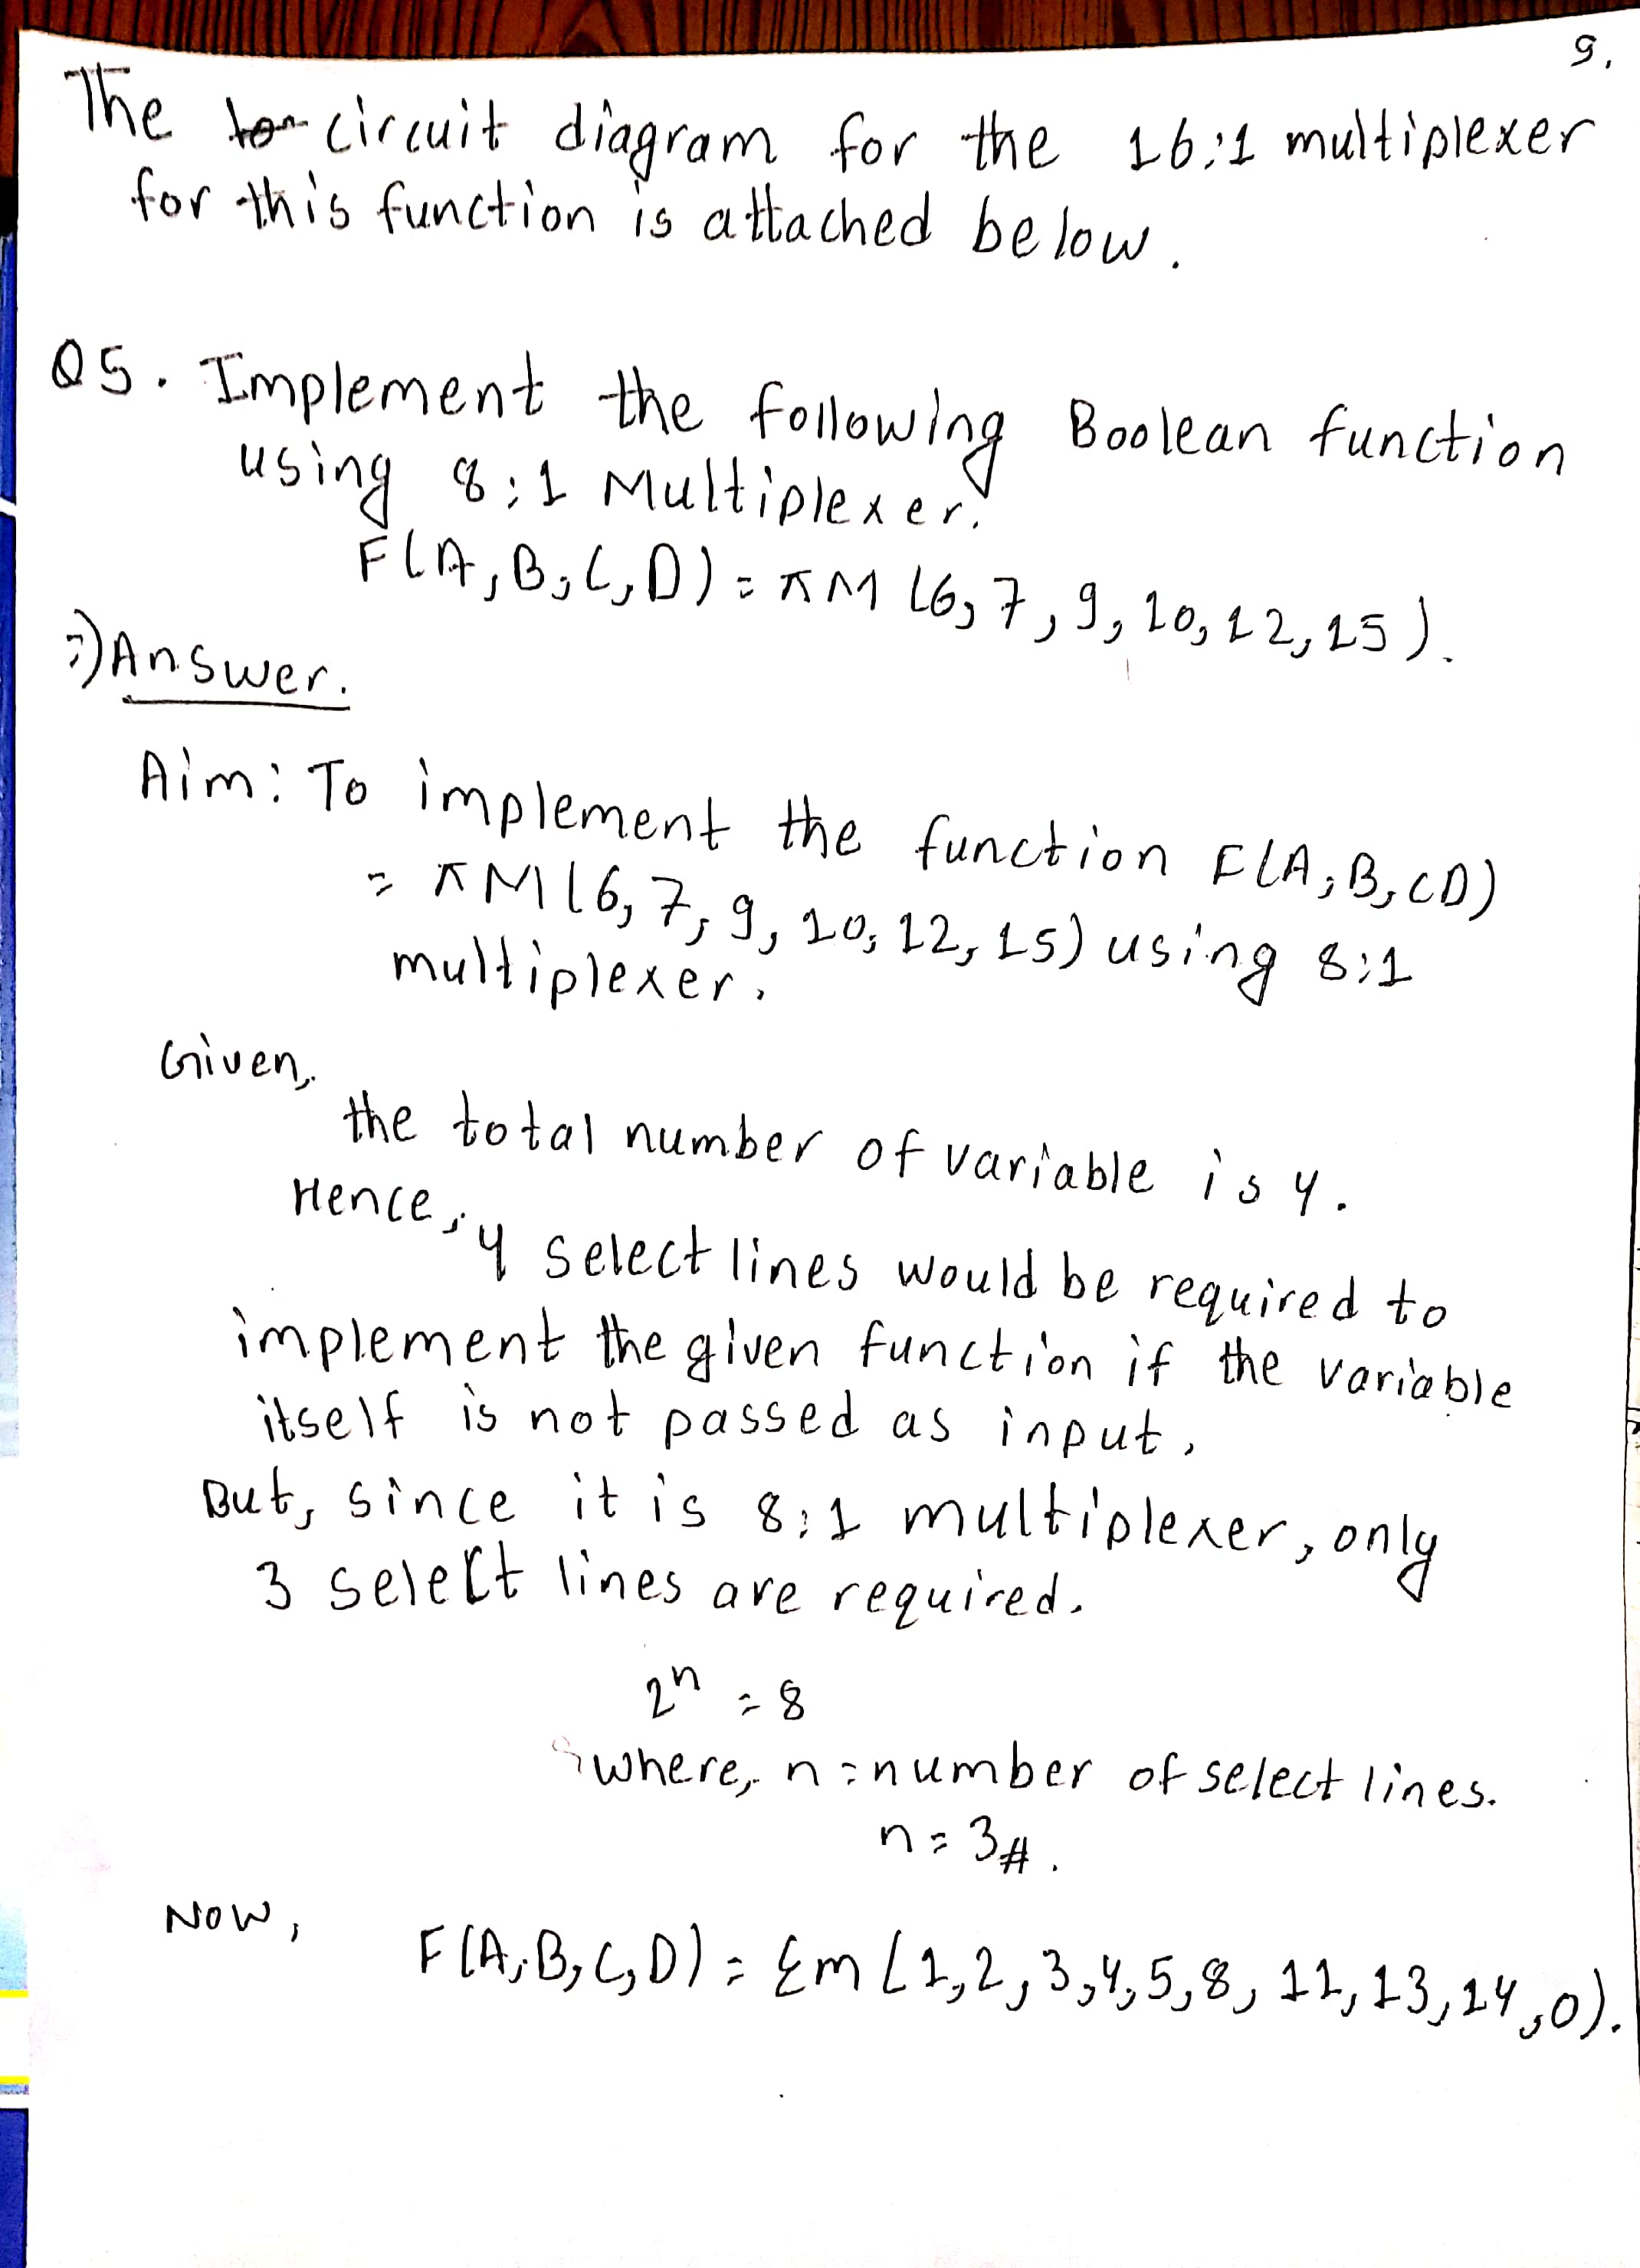 9.
The circuit diagram for the 16:1 multiplexer
for this function is attached below.
Q5. Implement the following Boolean function
using 8:1 Multiplexer.
F(A,B,C,D) = πM (6,7,9,10,12,15).
=) Answer.
Aim: To implement the function F(A,B,CD)
= πM(6,7,9,10,12,15) using 8:1
multiplexer.
Given,
the total number of variable is 4.
Hence,
4 select lines would be required to
implement the given function if the variable
itself is not passed as input.
But, since it is 8:1 multiplexer, only
3 select lines are required.
2ⁿ = 8
where, n = number of select lines.
n = 3#.
Now,
F(A,B,C,D) = Σm (1,2,3,4,5,8,11,13,14,0).